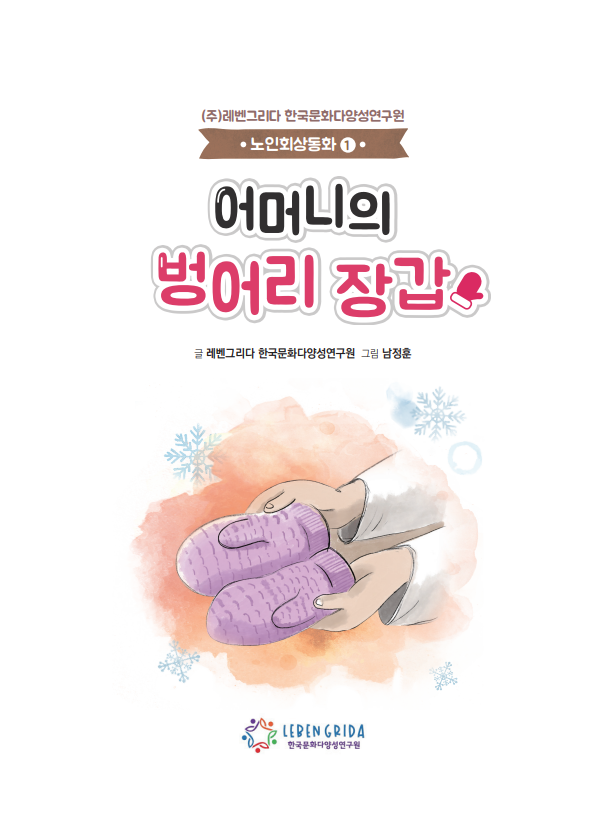 (주)레벤그리다 한국문화다양성연구원
• 노인회상동화 1 •
어머니의
벙어리 장갑
글 레벤그리다 한국문화다양성연구원 그림 남정훈
LEBENGRIDA
한국문화다양성연구원